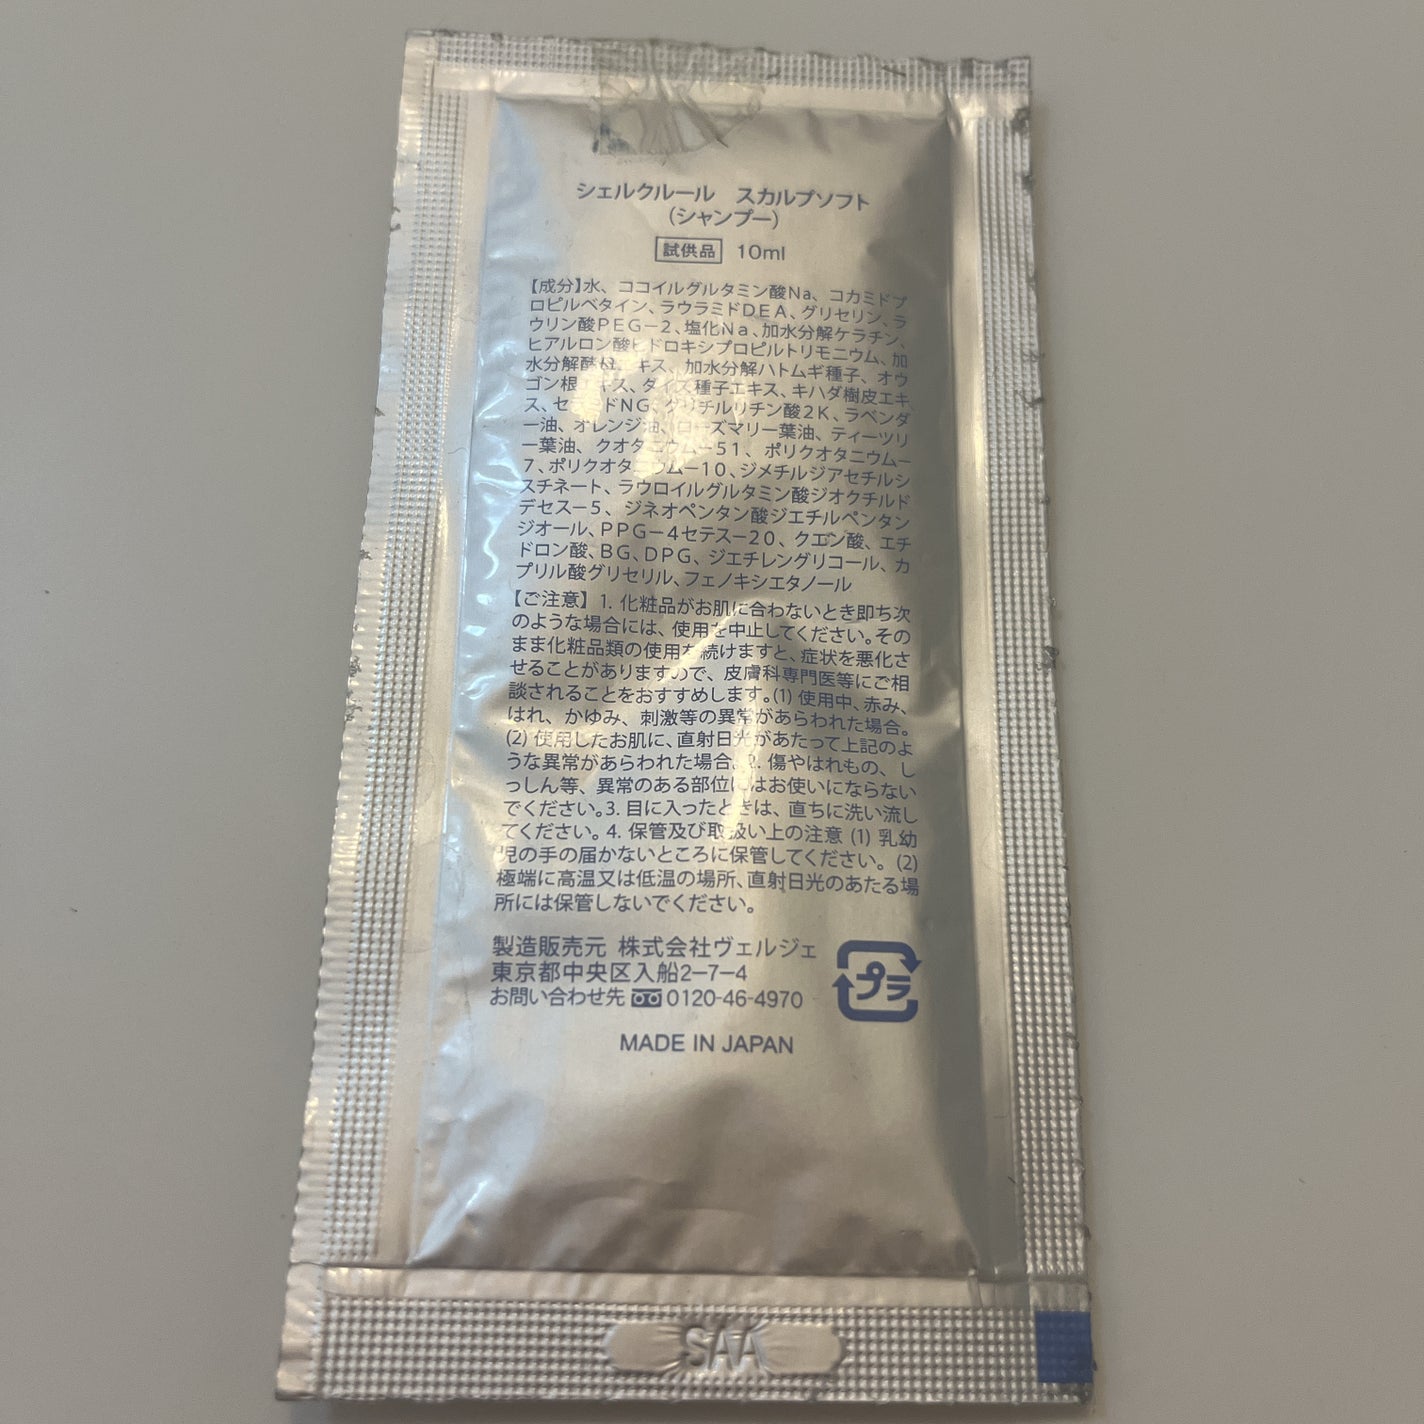 シェルクルール スカルプソフト
(シャンプー)
試供品 10ml
【成分】水、ココイルグルタミン酸Na、コカミドプ
ロピルベタイン、ラウラミドDEA、グリセリン、ラ
ウリン酸PEG−2、塩化Na、加水分解ケラチン、
ヒアルロン酸ヒドロキシプロピルトリモニウム、加
水分解酵母エキス、加水分解ハトムギ種子、オウ
ゴン根エキス、ダイズ種子エキス、キハダ樹皮エキ
ス、セラミドNG、グリチルリチン酸2K、ラベンダ
ー油、オレンジ油、ローズマリー葉油、ティーツリ
ー葉油、クオタニウム−51、ポリクオタニウム−
7、ポリクオタニウム−10、ジメチルジアセチルシ
スチネート、ラウロイルグルタミン酸ジオクチルド
デセス−5、ジネオペンタン酸ジエチルペンタン
ジオール、PPG−4セテス−20、クエン酸、エチ
ドロン酸、BG、DPG、ジエチレングリコール、カ
プリル酸グリセリル、フェノキシエタノール
【ご注意】1. 化粧品がお肌に合わないとき即ち次
のような場合には、使用を中止してください。その
まま化粧品類の使用を続けますと、症状を悪化さ
せることがありますので、皮膚科専門医等にご相
談されることをおすすめします。(1) 使用中、赤み、
はれ、かゆみ、刺激等の異常があらわれた場合。
(2) 使用したお肌に、直射日光があたって上記のよ
うな異常があらわれた場合。2. 傷やはれもの、し
っしん等、異常のある部位にはお使いにならない
でください。3. 目に入ったときは、直ちに洗い流し
てください。4. 保管及び取扱い上の注意 (1) 乳幼
児の手の届かないところに保管してください。(2)
極端に高温又は低温の場所、直射日光のあたる場
所には保管しないでください。
製造販売元 株式会社ヴェルジェ
東京都中央区入船2−7−4
お問い合わせ先 0120-46-4970
プラ
MADE IN JAPAN
SAA